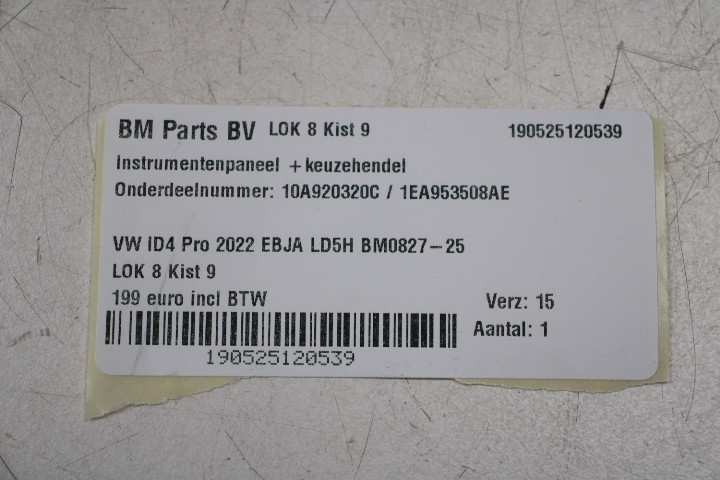 BM Parts BV LOK 8 Kist 9 190525120539
Instrumentenpaneel + keuzehendel
Onderdeelnummer: 10A920320C / 1EA953508AE
VW ID4 Pro 2022 EBJA LD5H BM0827-25
LOK 8 Kist 9
199 euro incl BTW Verz: 15
Aantal: 1
190525120539